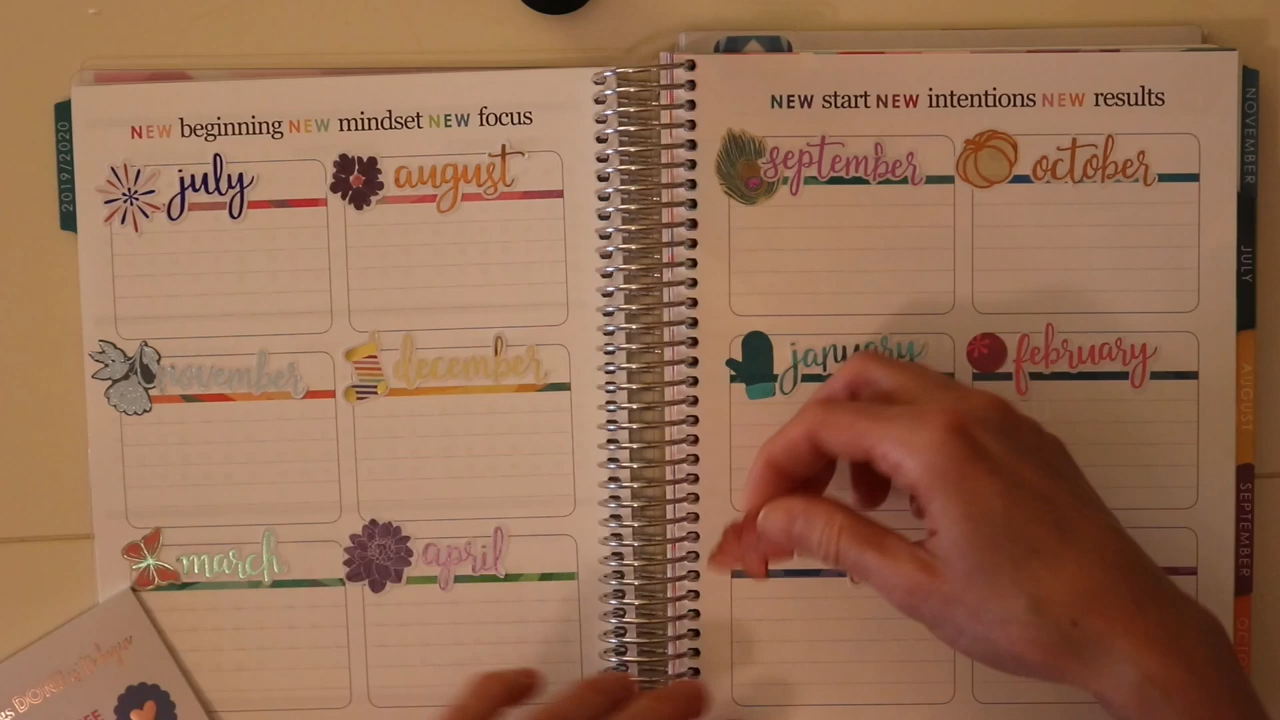 NEW beginning NEW mindset NEW focus
july
august
november
december
march
april
NEW start NEW intentions NEW results
september
october
january
february
2019/2020
NOVEMBER
JULY
AUGUST
SEPTEMBER